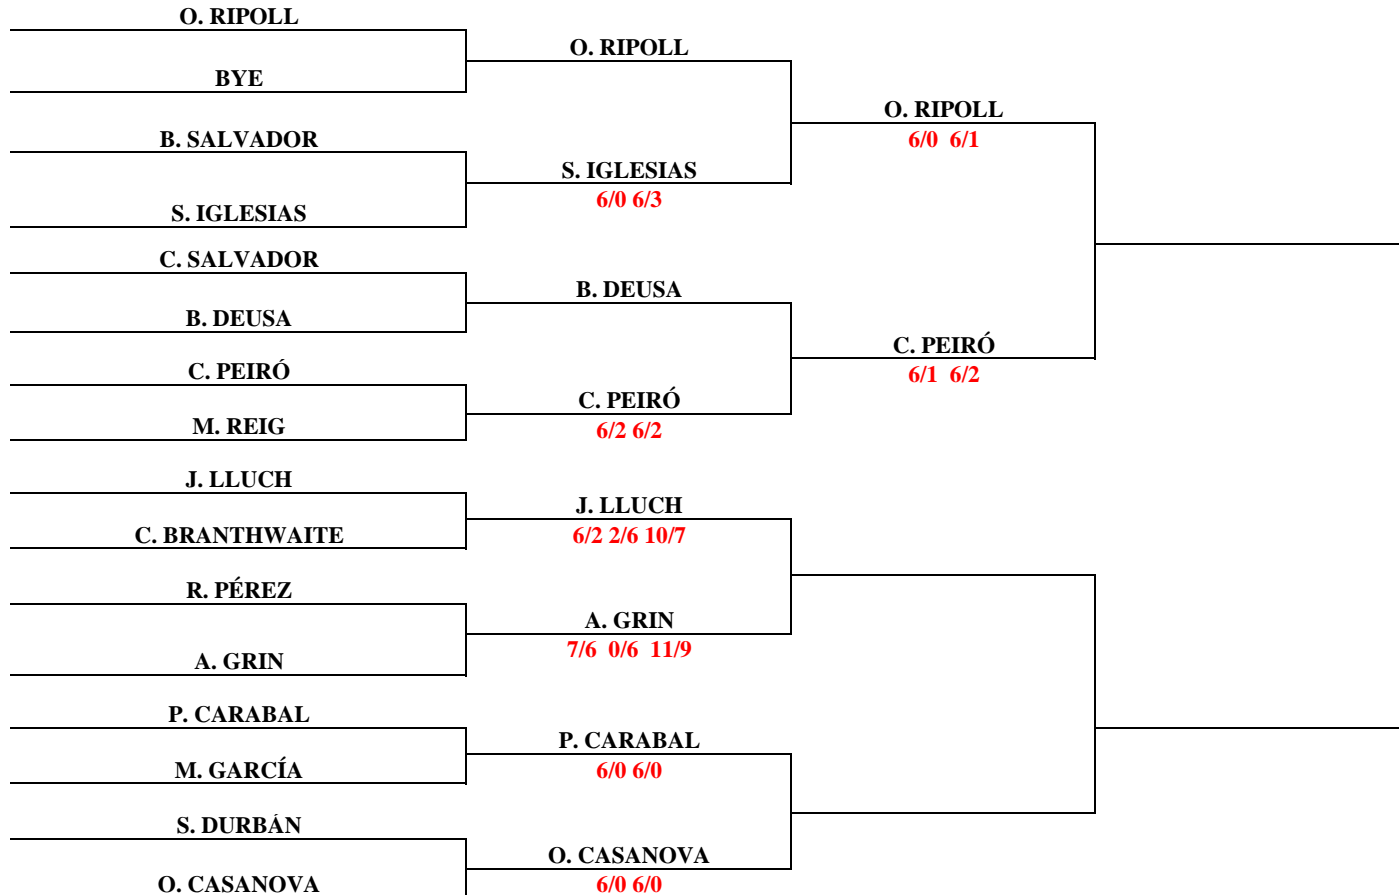 O. RIPOLL
BYE
B. SALVADOR
S. IGLESIAS
C. SALVADOR
B. DEUSA
C. PEIRÓ
M. REIG
J. LLUCH
C. BRANTHWAITE
R. PÉREZ
A. GRIN
P. CARABAL
M. GARCÍA
S. DURBÁN
O. CASANOVA
O. RIPOLL
S. IGLESIAS
6/0 6/3
B. DEUSA
C. PEIRÓ
6/2 6/2
J. LLUCH
6/2 2/6 10/7
A. GRIN
7/6 0/6 11/9
P. CARABAL
6/0 6/0
O. CASANOVA
6/0 6/0
O. RIPOLL
6/0 6/1
C. PEIRÓ
6/1 6/2